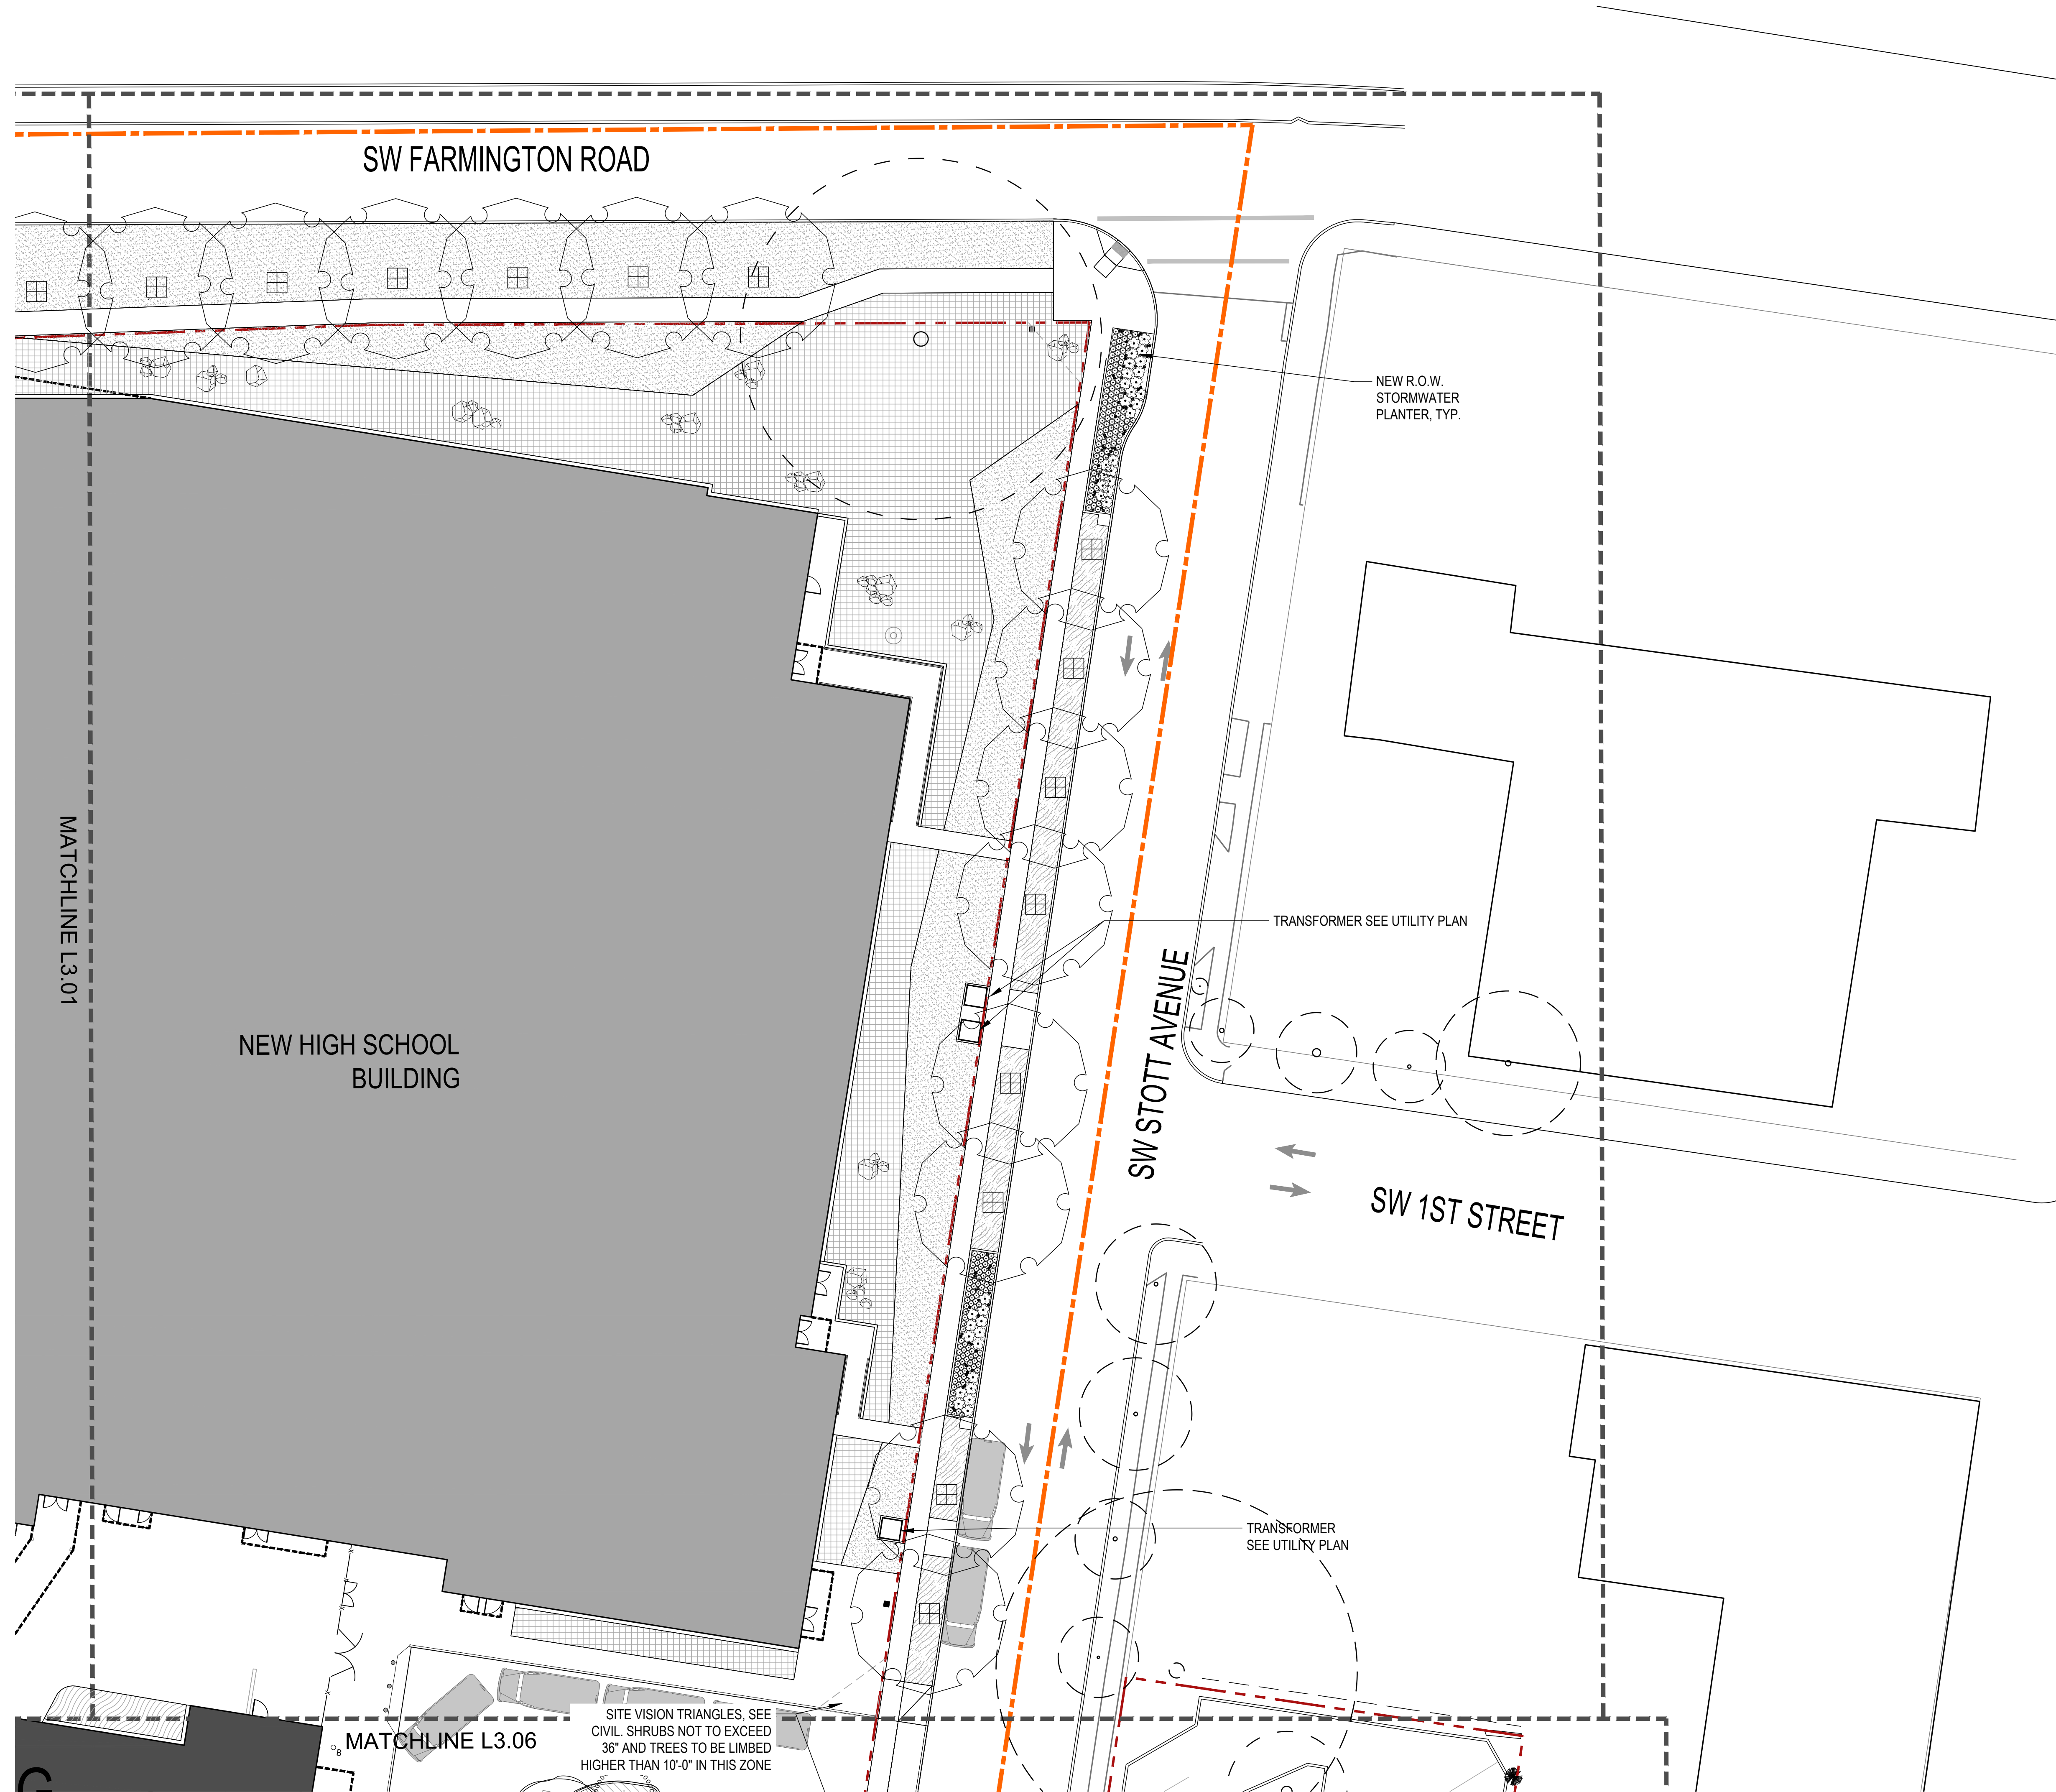 SW FARMINGTON ROAD
NEW R.O.W.
STORMWATER
PLANTER, TYP.
MATCHLINE L3.01
TRANSFORMER SEE UTILITY PLAN
SW STOTT AVENUE
NEW HIGH SCHOOL
BUILDING
SW 1ST STREET
TRANSFORMER
SEE UTILITY PLAN
SITE VISION TRIANGLES, SEE
CIVIL. SHRUBS NOT TO EXCEED
36" AND TREES TO BE LIMBED
HIGHER THAN 10'-0" IN THIS ZONE
MATCHLINE L3.06
B
G